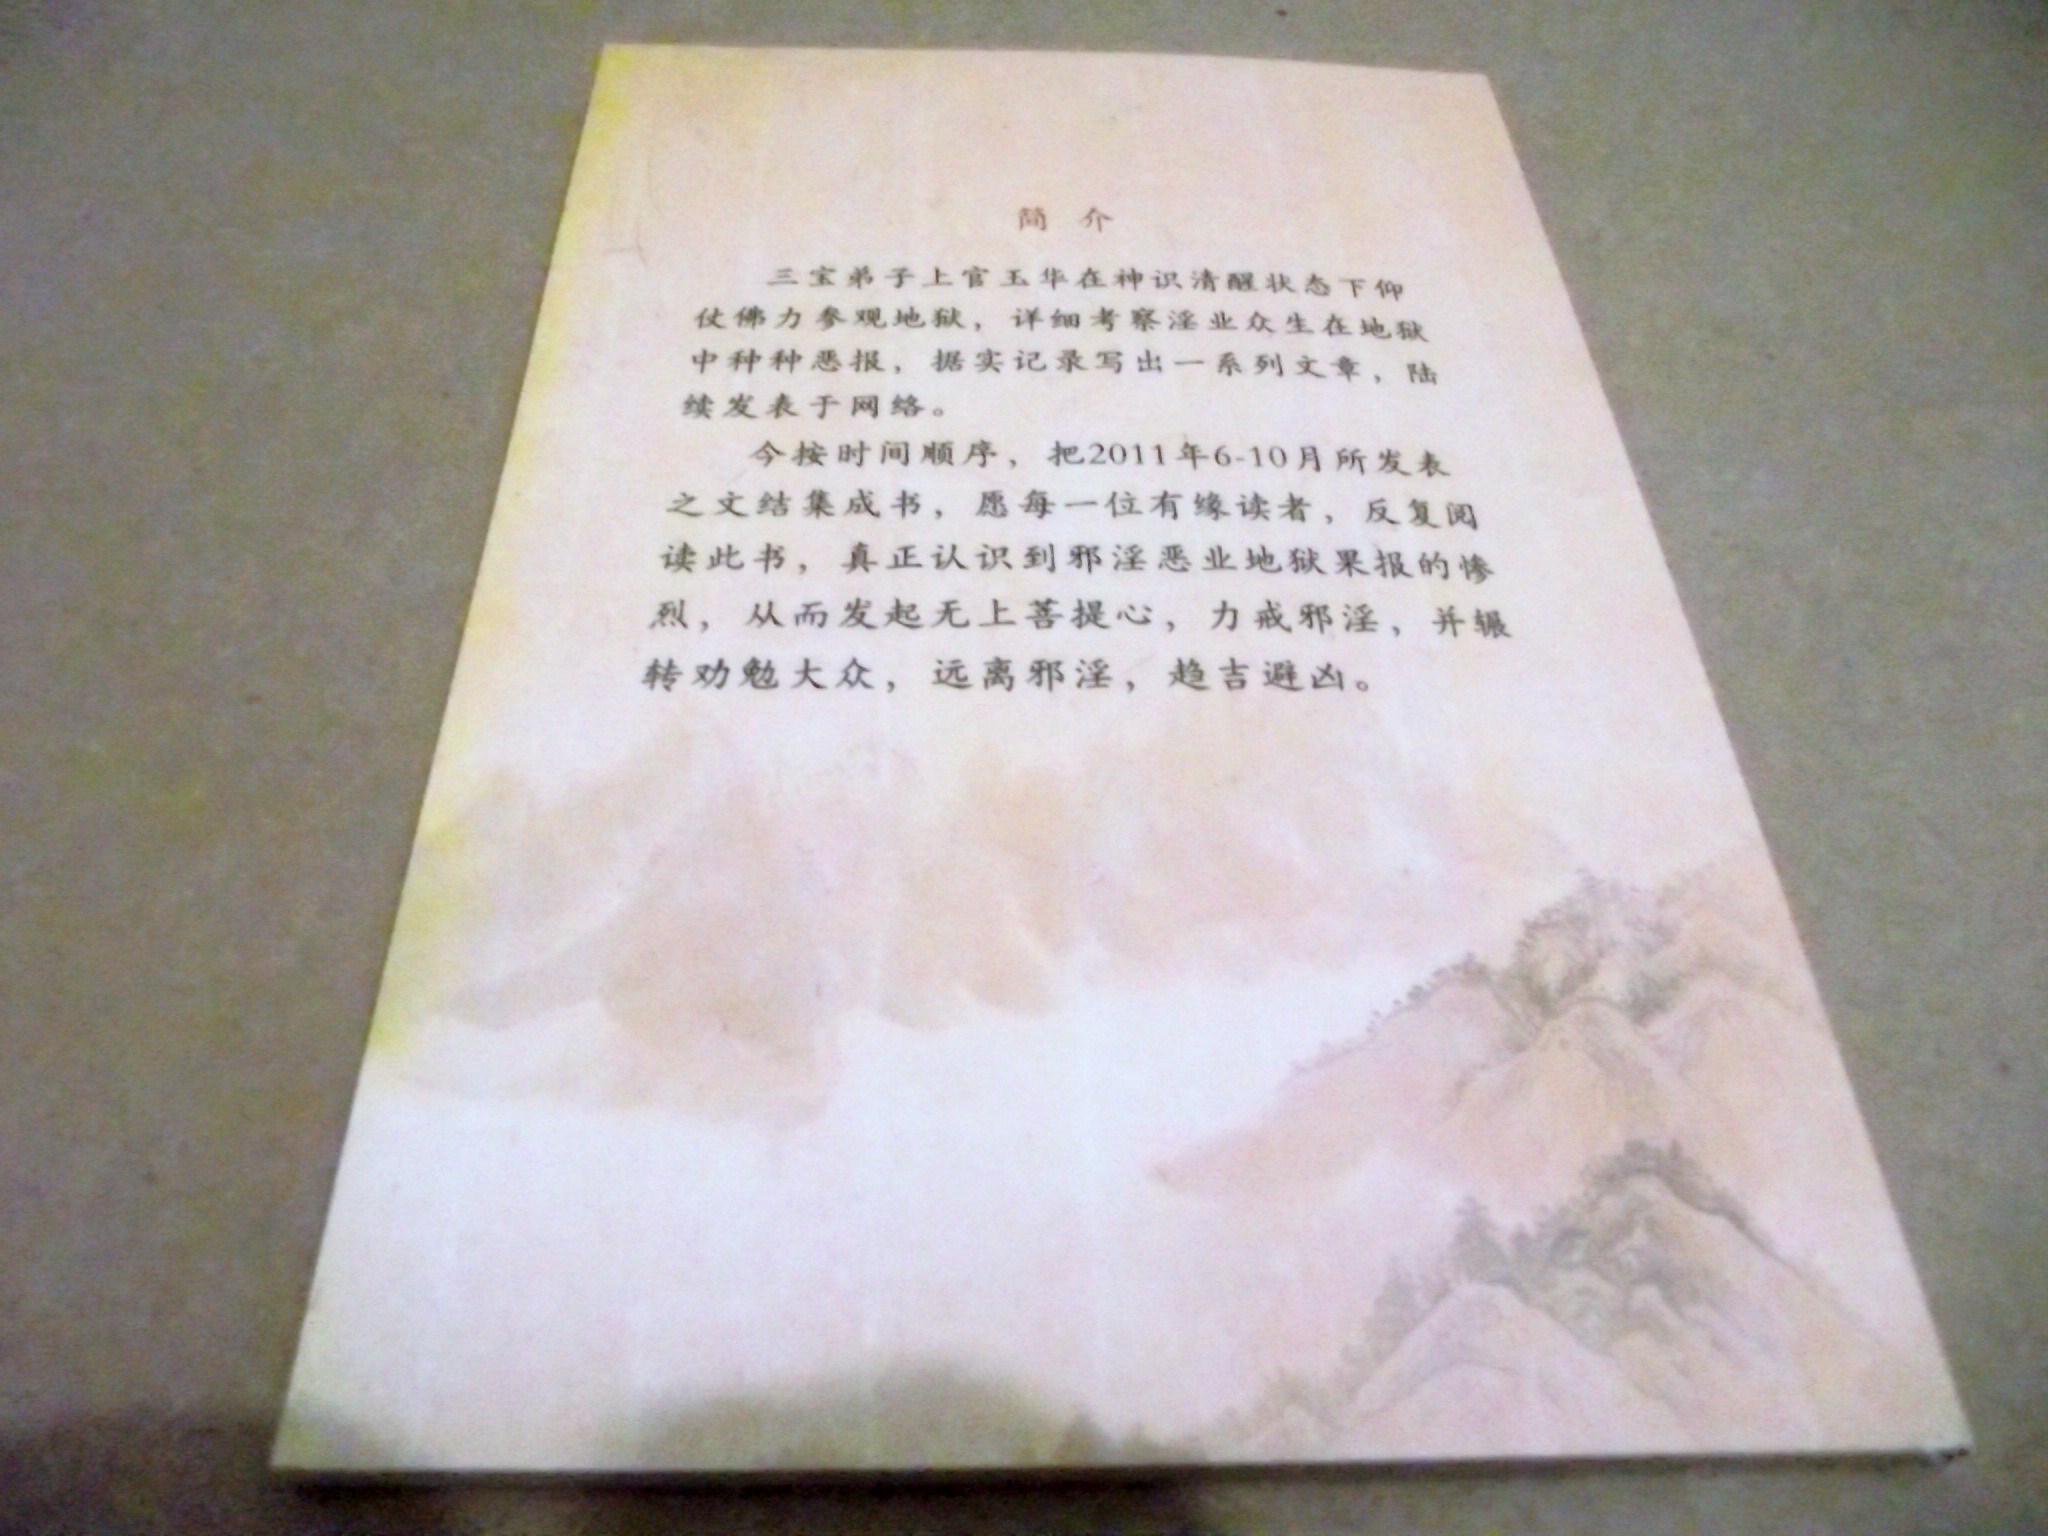 简 介
三宝弟子上官玉华在神识清醒状态下仰
仗佛力参观地狱，详细考察淫业众生在地狱
中种种恶报，据实记录写出一系列文章，陆
续发表于网络。
今按时间顺序，把2011年6-10月所发表
之文结集成书，愿每一位有缘读者，反复阅
读此书，真正认识到邪淫恶业地狱果报的惨
烈，从而发起无上菩提心，力戒邪淫，并辗
转劝勉大众，远离邪淫，趋吉避凶。